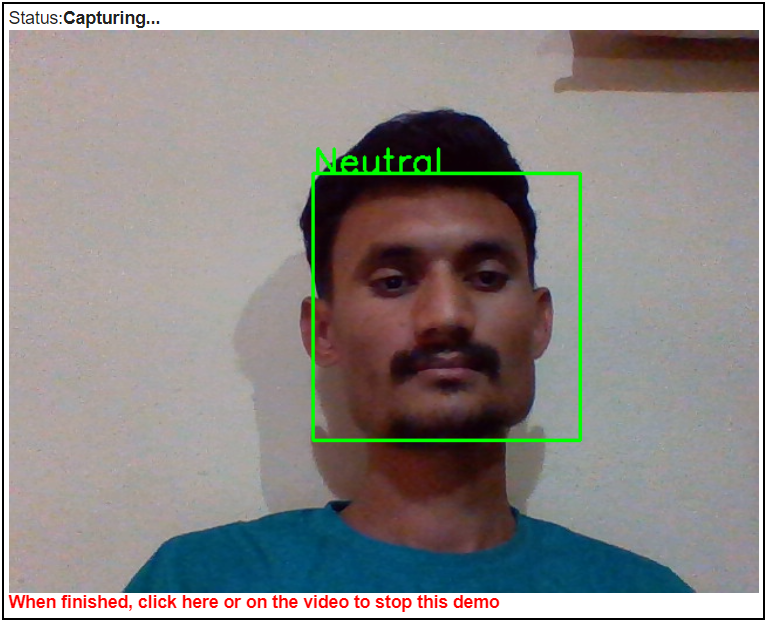 Status:Capturing...
Neutral
When finished, click here or on the video to stop this demo